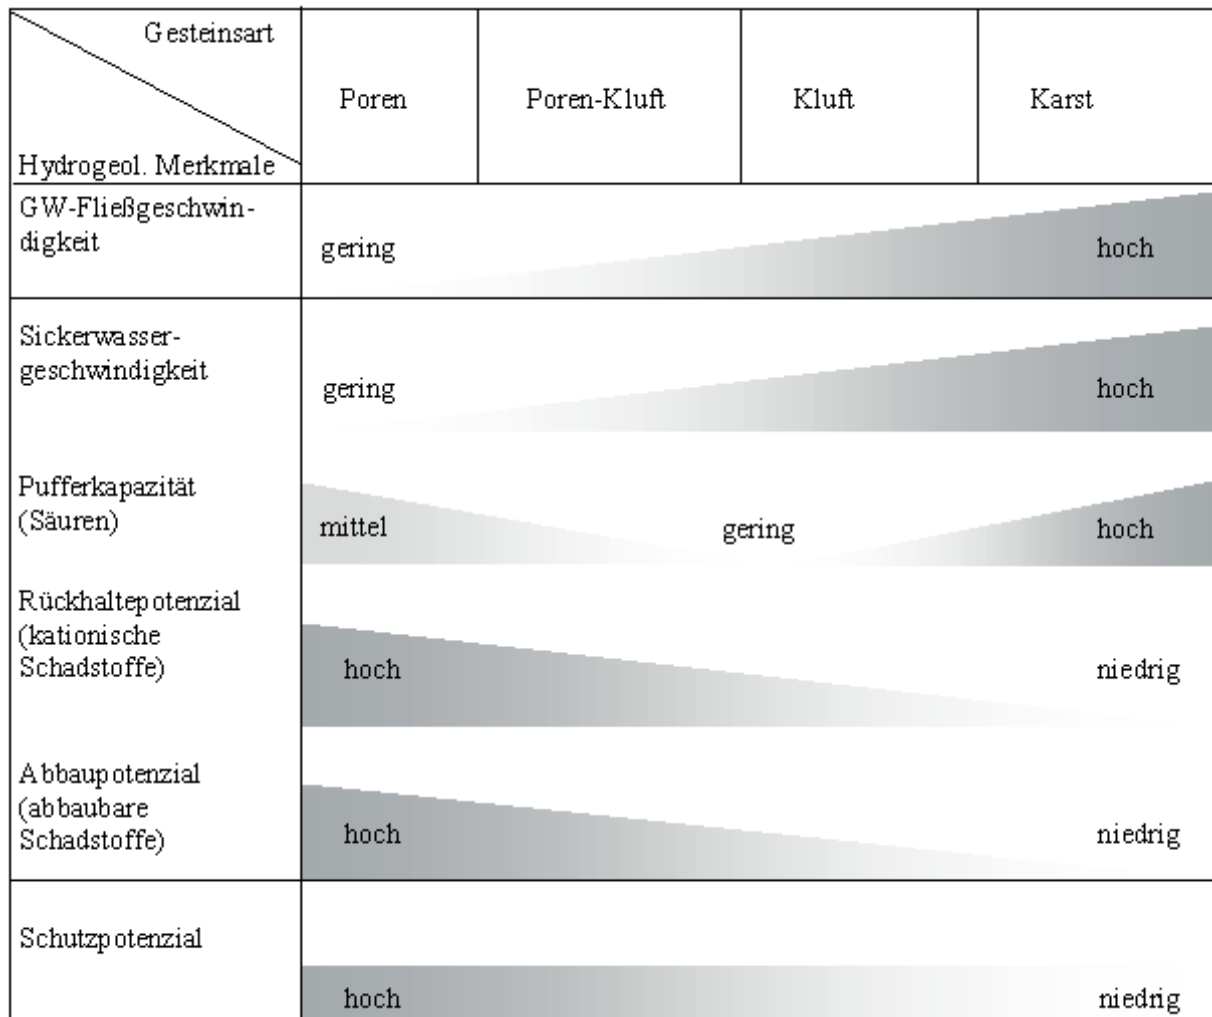 Gesteinsart
Poren Poren-Kluft Kluft Karst
Hydrogeol. Merkmale
GW-Fließgeschwin-
digkeit
gering hoch
Sickerwasser-
geschwindigkeit
gering hoch
Pufferkapazität
(Säuren)
mittel gering hoch
Rückhaltepotenzial
(kationische
Schadstoffe)
hoch niedrig
Abbaupotenzial
(abbaubare
Schadstoffe)
hoch niedrig
Schutzpotenzial
hoch niedrig